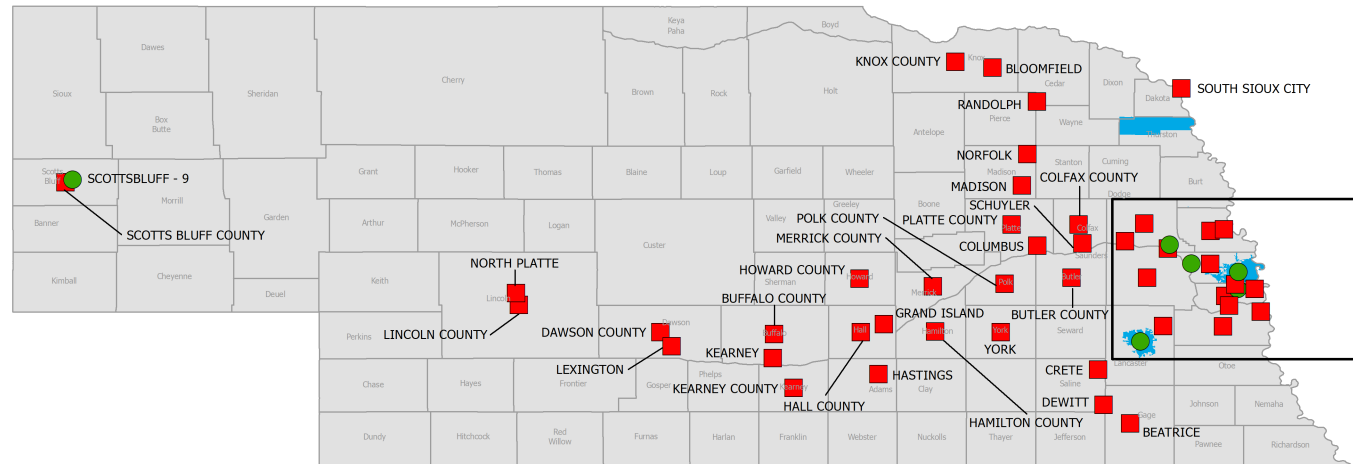 Keya
Paha
Boyd
Dawes
KNOX COUNTY
Knox
BLOOMFIELD
Cherry
Sioux
Sheridan
Brown
Rock
Holt
Cedar
Dixon
Dakota
SOUTH SIOUX CITY
RANDOLPH
Pierce
Box
Butte
Antelope
Wayne
Thurston
NORFOLK
Scotts
Bluff
SCOTTSBLUFF - 9
Grant
Hooker
Thomas
Blaine
Loup
Garfield
Wheeler
Madison
Stanton
Cuming
COLFAX COUNTY
MADISON
Burt
Dodge
Morrill
Garden
Boone
Greeley
SCHUYLER
Banner
Arthur
McPherson
Logan
Valley
POLK COUNTY
PLATTE COUNTY
Platte
Colfax
SCOTTS BLUFF COUNTY
MERRICK COUNTY
COLUMBUS
Custer
Saunders
NORTH PLATTE
Kimball
Cheyenne
Keith
HOWARD COUNTY
Sherman
Howard
Butler
Polk
Deuel
Lincoln
BUFFALO COUNTY
Merrick
GRAND ISLAND
BUTLER COUNTY
LINCOLN COUNTY
Perkins
DAWSON COUNTY
Dawson
Buffalo
Hall
Hamilton
York
Seward
YORK
KEARNEY
LEXINGTON
CRETE
Lancaster
Otoe
Chase
Hayes
Frontier
Gosper
Phelps
KEARNEY COUNTY
Kearney
HASTINGS
Adams
Clay
Saline
HALL COUNTY
DEWITT
Johnson
Nemaha
HAMILTON COUNTY
Gage
BEATRICE
Dundy
Hitchcock
Red
Willow
Furnas
Harlan
Franklin
Webster
Nuckolls
Thayer
Jefferson
Pawnee
Richardson